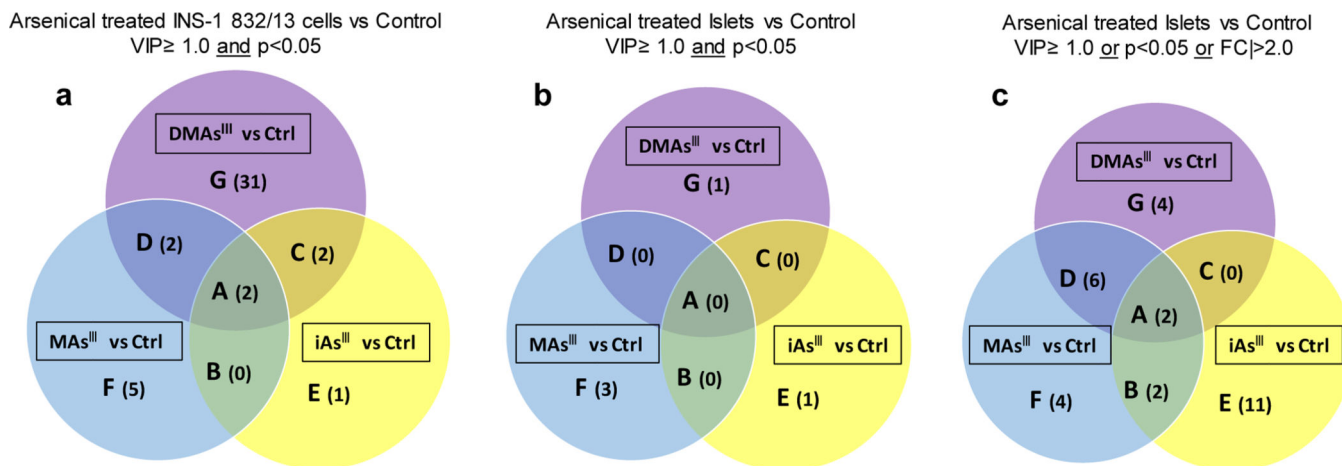 Arsenical treated INS-1 832/13 cells vs Control
VIP≥ 1.0 and p<0.05
a
DMAsᴵᴵᴵ vs Ctrl
G (31)
D (2)
C (2)
A (2)
MAsᴵᴵᴵ vs Ctrl
iAsᴵᴵᴵ vs Ctrl
B (0)
F (5)
E (1)
Arsenical treated Islets vs Control
VIP≥ 1.0 and p<0.05
b
DMAsᴵᴵᴵ vs Ctrl
G (1)
D (0)
C (0)
A (0)
MAsᴵᴵᴵ vs Ctrl
iAsᴵᴵᴵ vs Ctrl
B (0)
F (3)
E (1)
Arsenical treated Islets vs Control
VIP≥ 1.0 or p<0.05 or FC|>2.0
c
DMAsᴵᴵᴵ vs Ctrl
G (4)
D (6)
C (0)
A (2)
MAsᴵᴵᴵ vs Ctrl
iAsᴵᴵᴵ vs Ctrl
B (2)
F (4)
E (11)